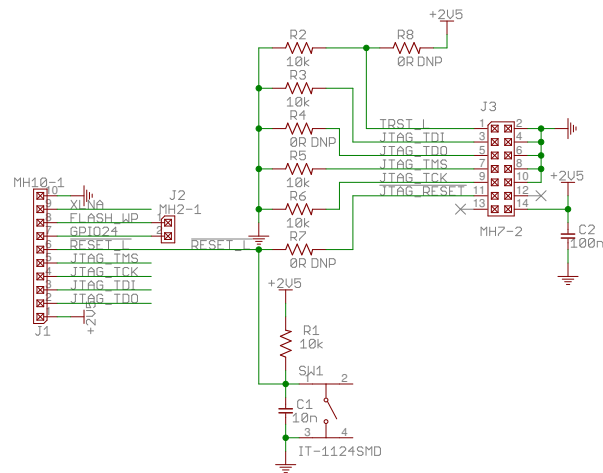 +2V5
R2
R8
10k
0R DNP
R3
10k
J3
R4
TRST_L
1
2
0R DNP
JTAG_TDI
3
4
R5
JTAG_TDO
5
6
10k
JTAG_TMS
7
8
+2V5
MH10-1
R6
JTAG_TCK
9
10
10
J2
10k
JTAG_RESET
11
12
9
XLNA
MH2-1
13
14
8
FLASH_WP
1
R7
MH7-2
C2
7
GPIO24
2
0R DNP
100n
6
RESET_L
RESET_L
5
JTAG_TMS
4
JTAG_TCK
3
JTAG_TDI
+2V5
2
JTAG_TDO
1
+2V5
J1
R1
10k
SW1
1
2
C1
10n
3
4
IT-1124SMD